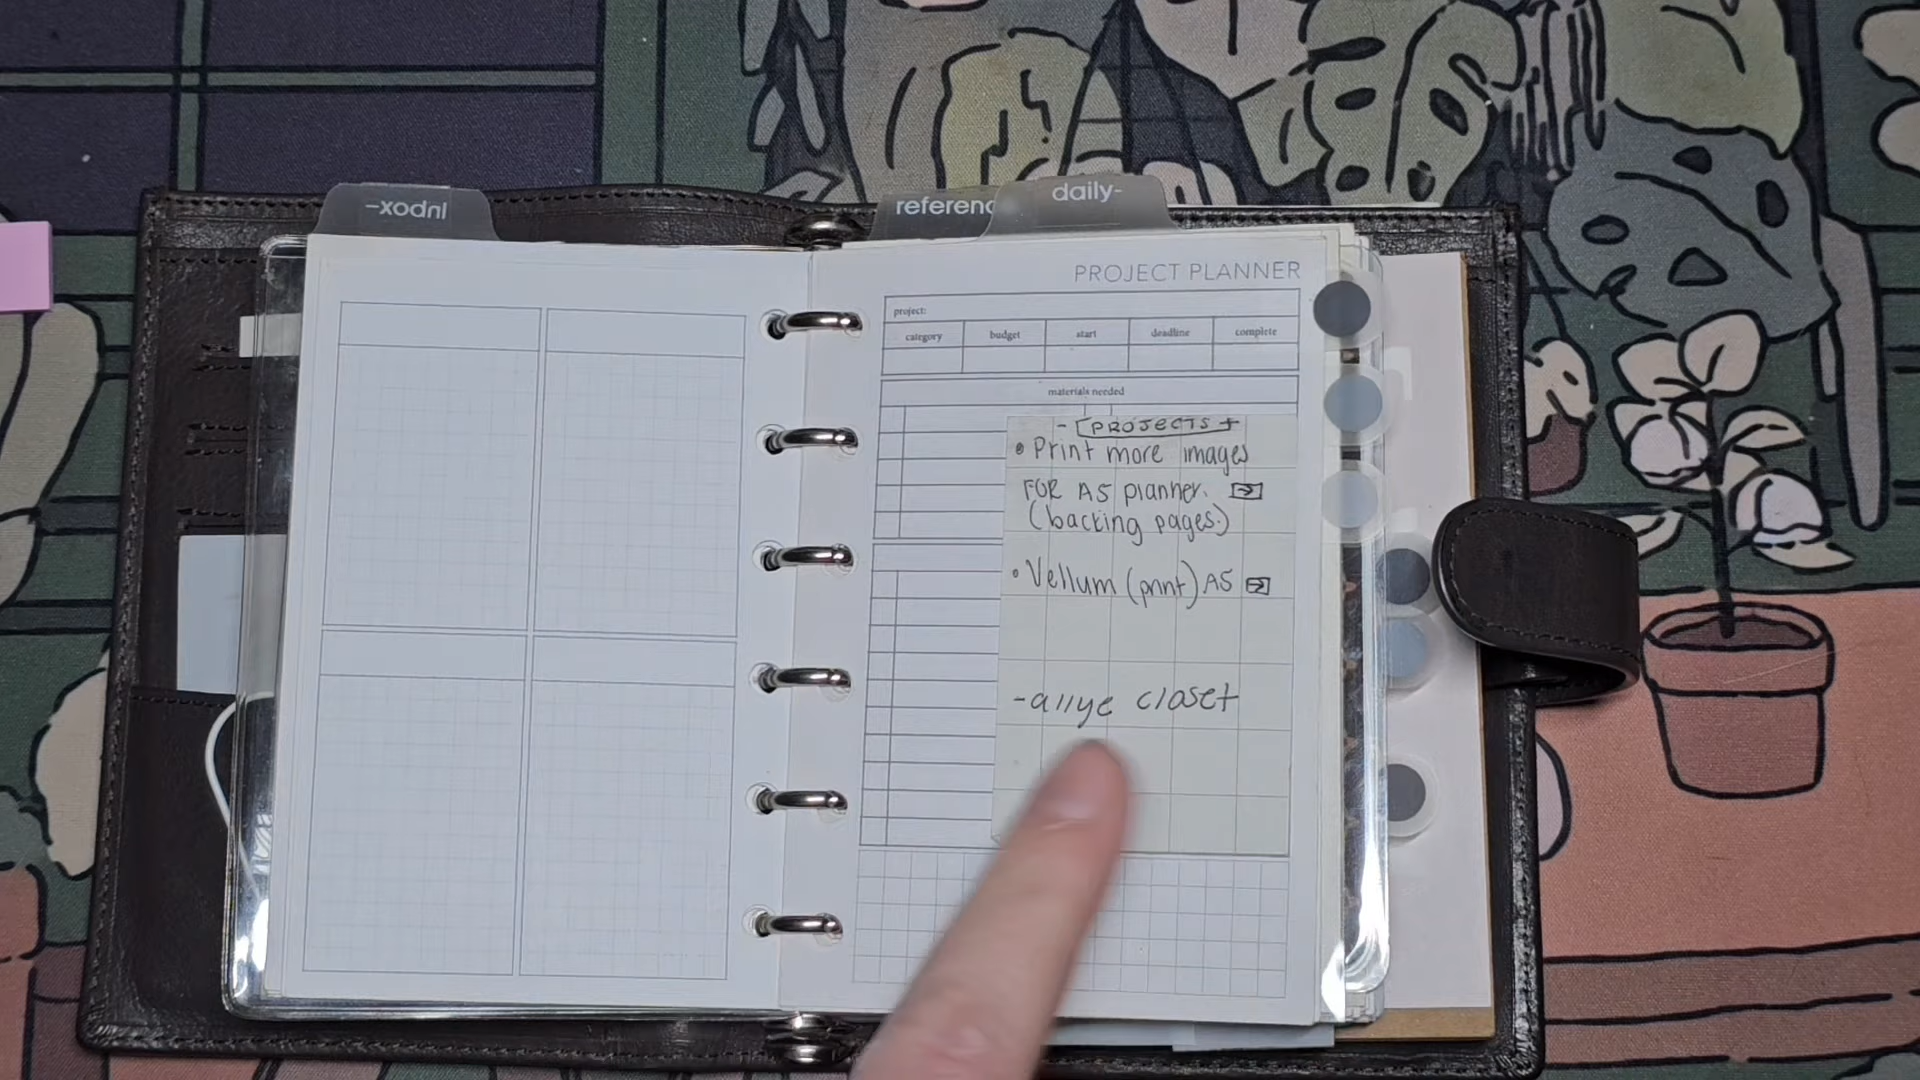 inbox-
referenc
daily-
PROJECT PLANNER
project:
category budget start deadline complete
materials needed
- PROJECTS +
• Print more images
FOR A5 planner.
(backing pages.)
• Vellum (print) A5
-allye closet